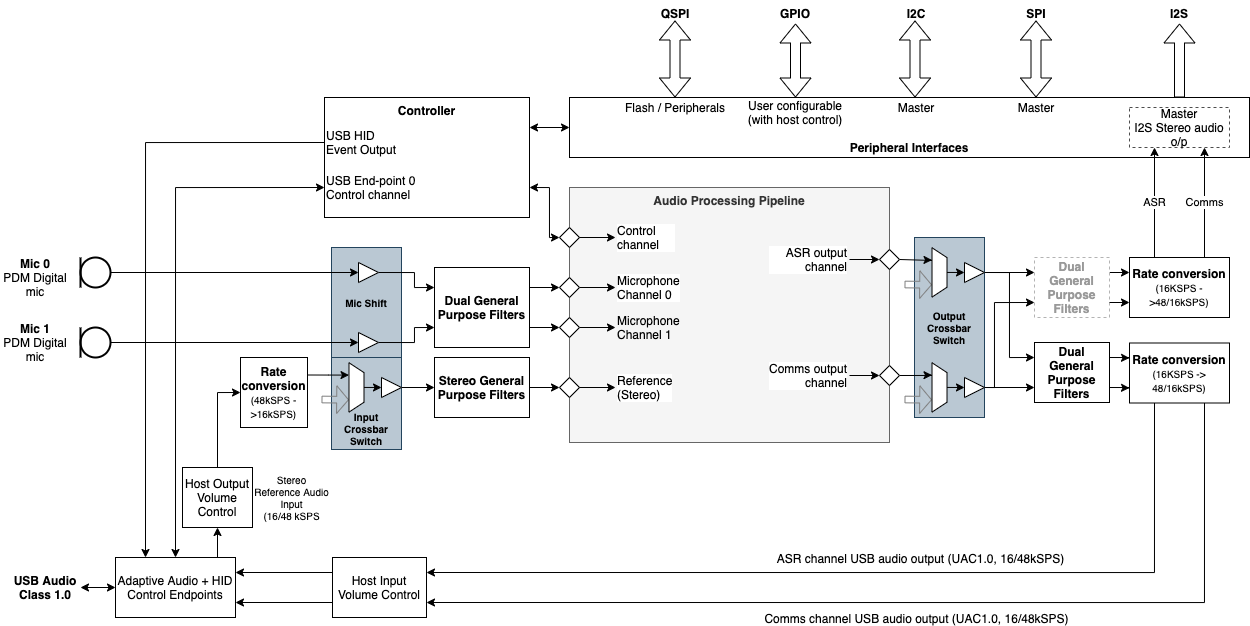 QSPI
GPIO
I2C
SPI
I2S
Controller
USB HID
Event Output
USB End-point 0
Control channel
Flash / Peripherals
User configurable
(with host control)
Master
Master
Master
I2S Stereo audio
o/p
Peripheral Interfaces
ASR
Comms
Audio Processing Pipeline
Control
channel
Microphone
Channel 0
Microphone
Channel 1
Reference
(Stereo)
ASR output
channel
Comms output
channel
Mic 0
PDM Digital
mic
Mic 1
PDM Digital
mic
Mic Shift
Dual General
Purpose Filters
Stereo General
Purpose Filters
Rate
conversion
(48kSPS -
>16kSPS)
Input
Crossbar
Switch
Output
Crossbar
Switch
Dual
General
Purpose
Filters
Rate conversion
(16KSPS -
>48/16kSPS)
Dual
General
Purpose
Filters
Rate conversion
(16KSPS ->
48/16kSPS)
Host Output
Volume
Control
Stereo
Reference Audio
Input
(16/48 kSPS
USB Audio
Class 1.0
Adaptive Audio + HID
Control Endpoints
Host Input
Volume Control
ASR channel USB audio output (UAC1.0, 16/48kSPS)
Comms channel USB audio output (UAC1.0, 16/48kSPS)